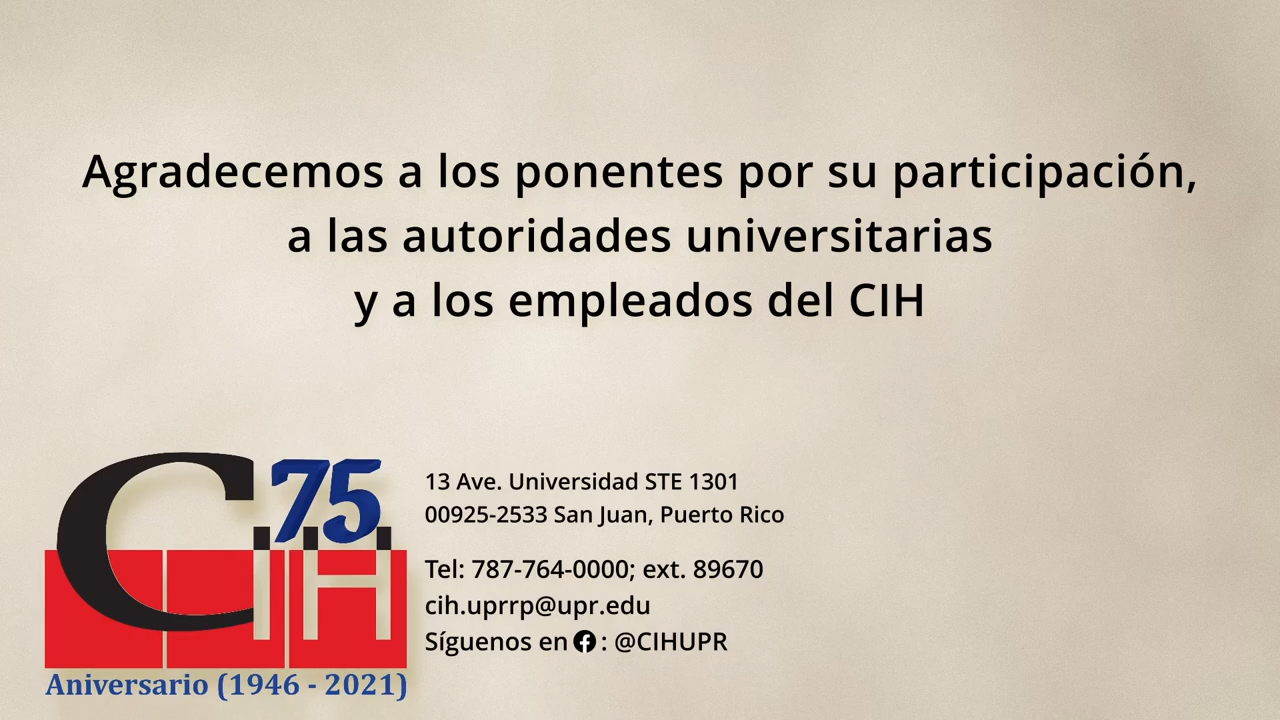 Agradecemos a los ponentes por su participación,
a las autoridades universitarias
y a los empleados del CIH
75
CIH
Aniversario (1946 - 2021)
13 Ave. Universidad STE 1301
00925-2533 San Juan, Puerto Rico
Tel: 787-764-0000; ext. 89670
cih.uprrp@upr.edu
Síguenos en : @CIHUPR